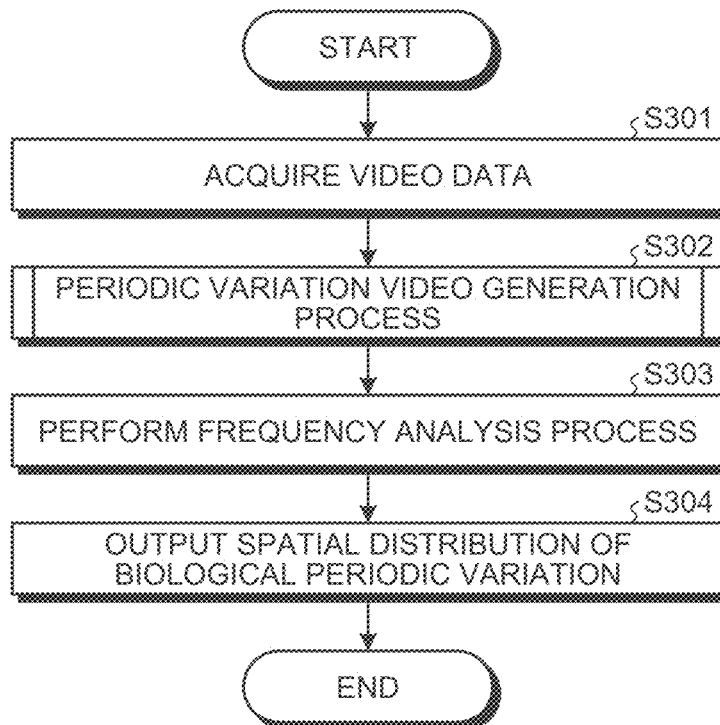 START
S301
ACQUIRE VIDEO DATA
S302
PERIODIC VARIATION VIDEO GENERATION
PROCESS
S303
PERFORM FREQUENCY ANALYSIS PROCESS
S304
OUTPUT SPATIAL DISTRIBUTION OF
BIOLOGICAL PERIODIC VARIATION
END